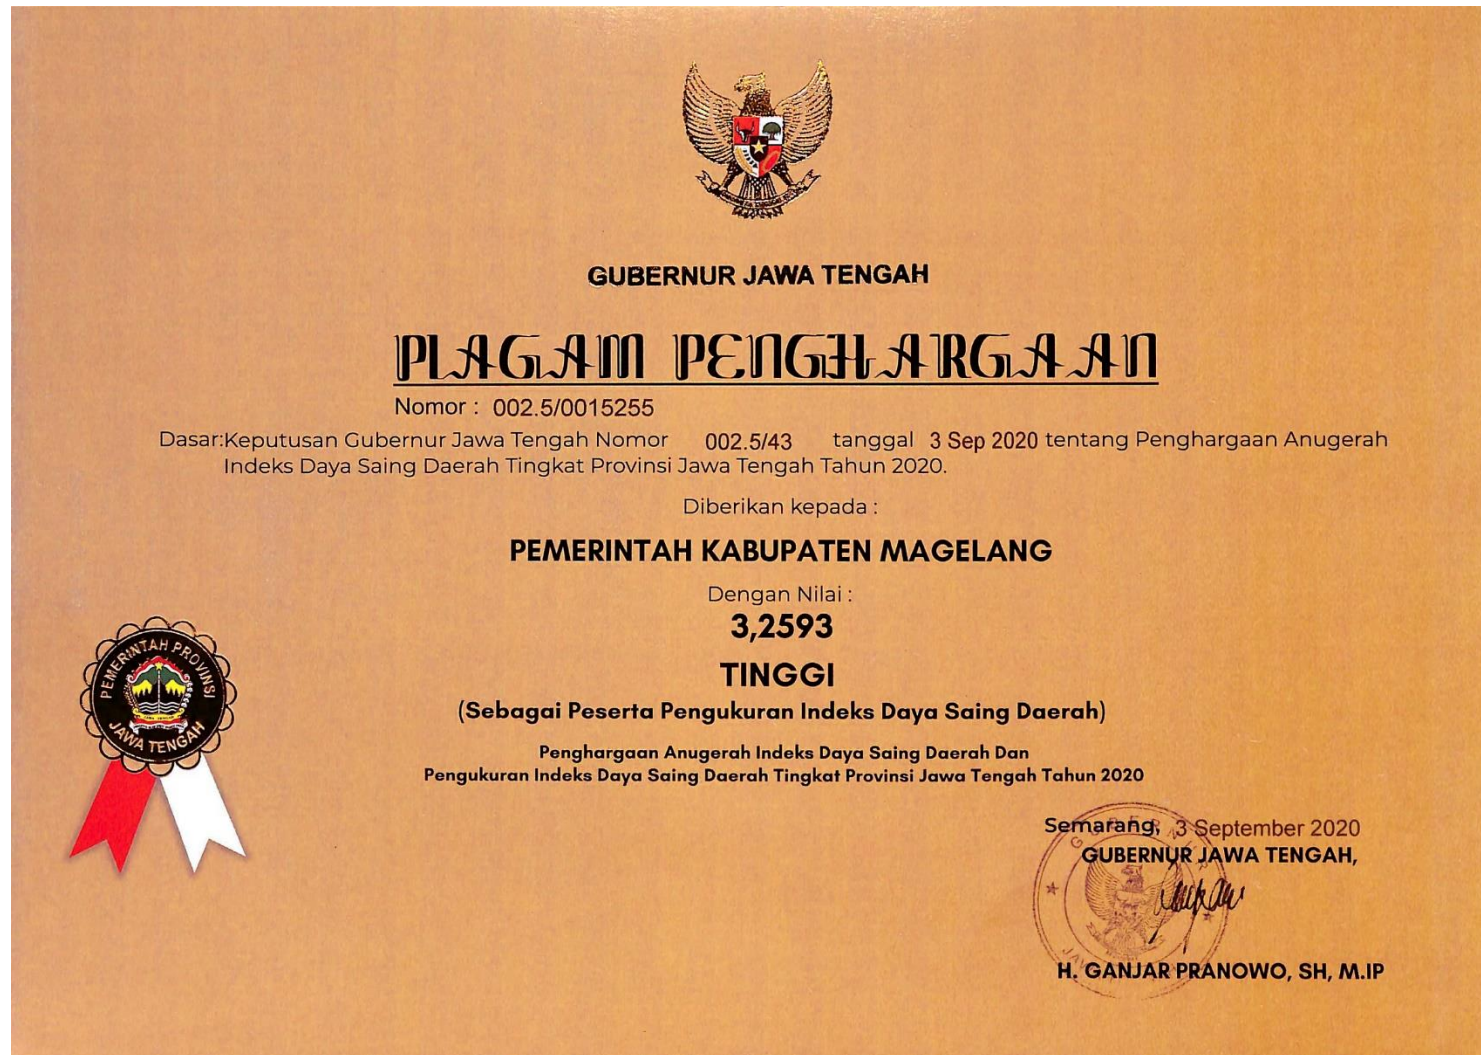 GUBERNUR JAWA TENGAH
PIAGAM PENGHARGAAN
Nomor : 002.5/0015255
Dasar:Keputusan Gubernur Jawa Tengah Nomor 002.5/43 tanggal 3 Sep 2020 tentang Penghargaan Anugerah
Indeks Daya Saing Daerah Tingkat Provinsi Jawa Tengah Tahun 2020.
Diberikan kepada :
PEMERINTAH KABUPATEN MAGELANG
Dengan Nilai :
3,2593
TINGGI
(Sebagai Peserta Pengukuran Indeks Daya Saing Daerah)
Penghargaan Anugerah Indeks Daya Saing Daerah Dan
Pengukuran Indeks Daya Saing Daerah Tingkat Provinsi Jawa Tengah Tahun 2020
PEMERINTAH PROVINSI
JAWA TENGAH
Semarang, 3 September 2020
GUBERNUR JAWA TENGAH,
GUBERNUR
H. GANJAR PRANOWO, SH, M.IP